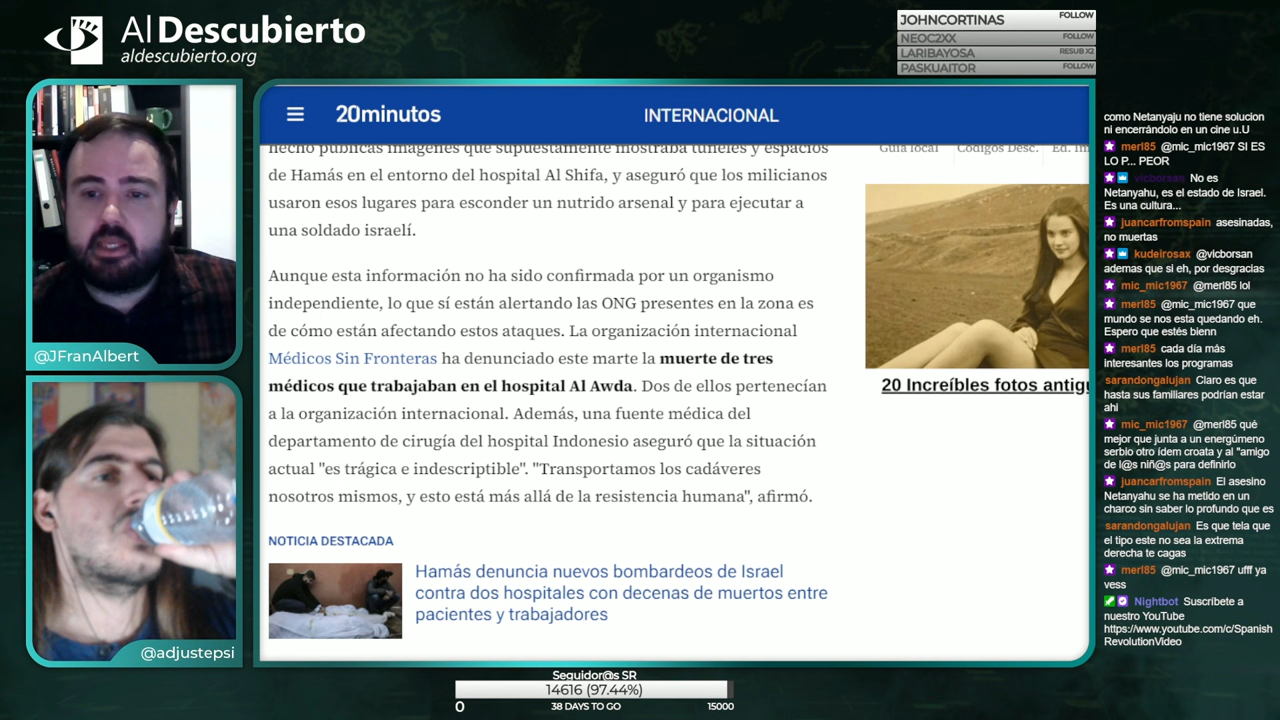 Al Descubierto
aldescubierto.org
JOHNCORTINAS FOLLOW
NEOC2XX FOLLOW
LARIBAYOSA RESUB X2
PASKUAITOR FOLLOW
@JFranAlbert
@adjustepsi
20minutos
INTERNACIONAL
hecho públicas imágenes que supuestamente mostraba túneles y espacios
de Hamás en el entorno del hospital Al Shifa, y aseguró que los milicianos
usaron esos lugares para esconder un nutrido arsenal y para ejecutar a
una soldado israelí.
Aunque esta información no ha sido confirmada por un organismo
independiente, lo que sí están alertando las ONG presentes en la zona es
de cómo están afectando estos ataques. La organización internacional
Médicos Sin Fronteras ha denunciado este marte la muerte de tres
médicos que trabajaban en el hospital Al Awda. Dos de ellos pertenecían
a la organización internacional. Además, una fuente médica del
departamento de cirugía del hospital Indonesio aseguró que la situación
actual "es trágica e indescriptible". "Transportamos los cadáveres
nosotros mismos, y esto está más allá de la resistencia humana", afirmó.
NOTICIA DESTACADA
Hamás denuncia nuevos bombardeos de Israel
contra dos hospitales con decenas de muertos entre
pacientes y trabajadores
Guía local Códigos Desc. Ed. Im
20 Increíbles fotos antig
como Netanyaju no tiene solucion
ni encerrándolo en un cine u.U
merl85 @mic_mic1967 SI ES
LO P... PEOR
vicborsan No es
Netanyahu, es el estado de Israel.
Es una cultura...
juancarfromspain asesinadas,
no muertas
kudeirosax @vicborsan
ademas que si eh, por desgracias
mic_mic1967 @merl85 lol
merl85 @mic_mic1967 que
mundo se nos esta quedando eh.
Espero que estés bienn
merl85 cada día más
interesantes los programas
sarandongalujan Claro es que
hasta sus familiares podrían estar
ahi
mic_mic1967 @merl85 qué
mejor que junta a un energúmeno
serbio otro ídem croata y al "amigo
de l@s niñ@s para definirlo
juancarfromspain El asesino
Netanyahu se ha metido en un
charco sin saber lo profundo que es
sarandongalujan Es que tela que
el tipo este no sea la extrema
derecha te cagas
merl85 @mic_mic1967 ufff ya
vess
Nightbot Suscríbete a
nuestro YouTube
https://www.youtube.com/c/Spanish
RevolutionVideo
Seguidor@s SR
14616 (97.44%)
0 38 DAYS TO GO 15000